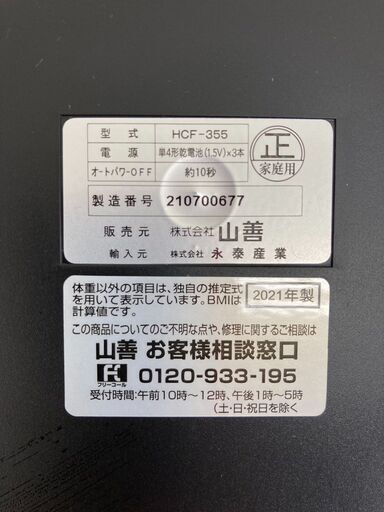 型式 HCF-355
電源 単4形乾電池(1.5V)×3本
オートパワーOFF 約10秒
正
家庭用
製造番号 210700677
販売元 株式会社 山善
輸入元 株式会社 永泰産業
体重以外の項目は、独自の推定式
を用いて表示しています。BMIは
計算値です。
2021年製
この商品についてのご不明な点や、修理に関するご相談は
山善 お客様相談窓口
フリーコール 0120-933-195
受付時間:午前10時〜12時、午後1時〜5時
(土・日・祝日を除く